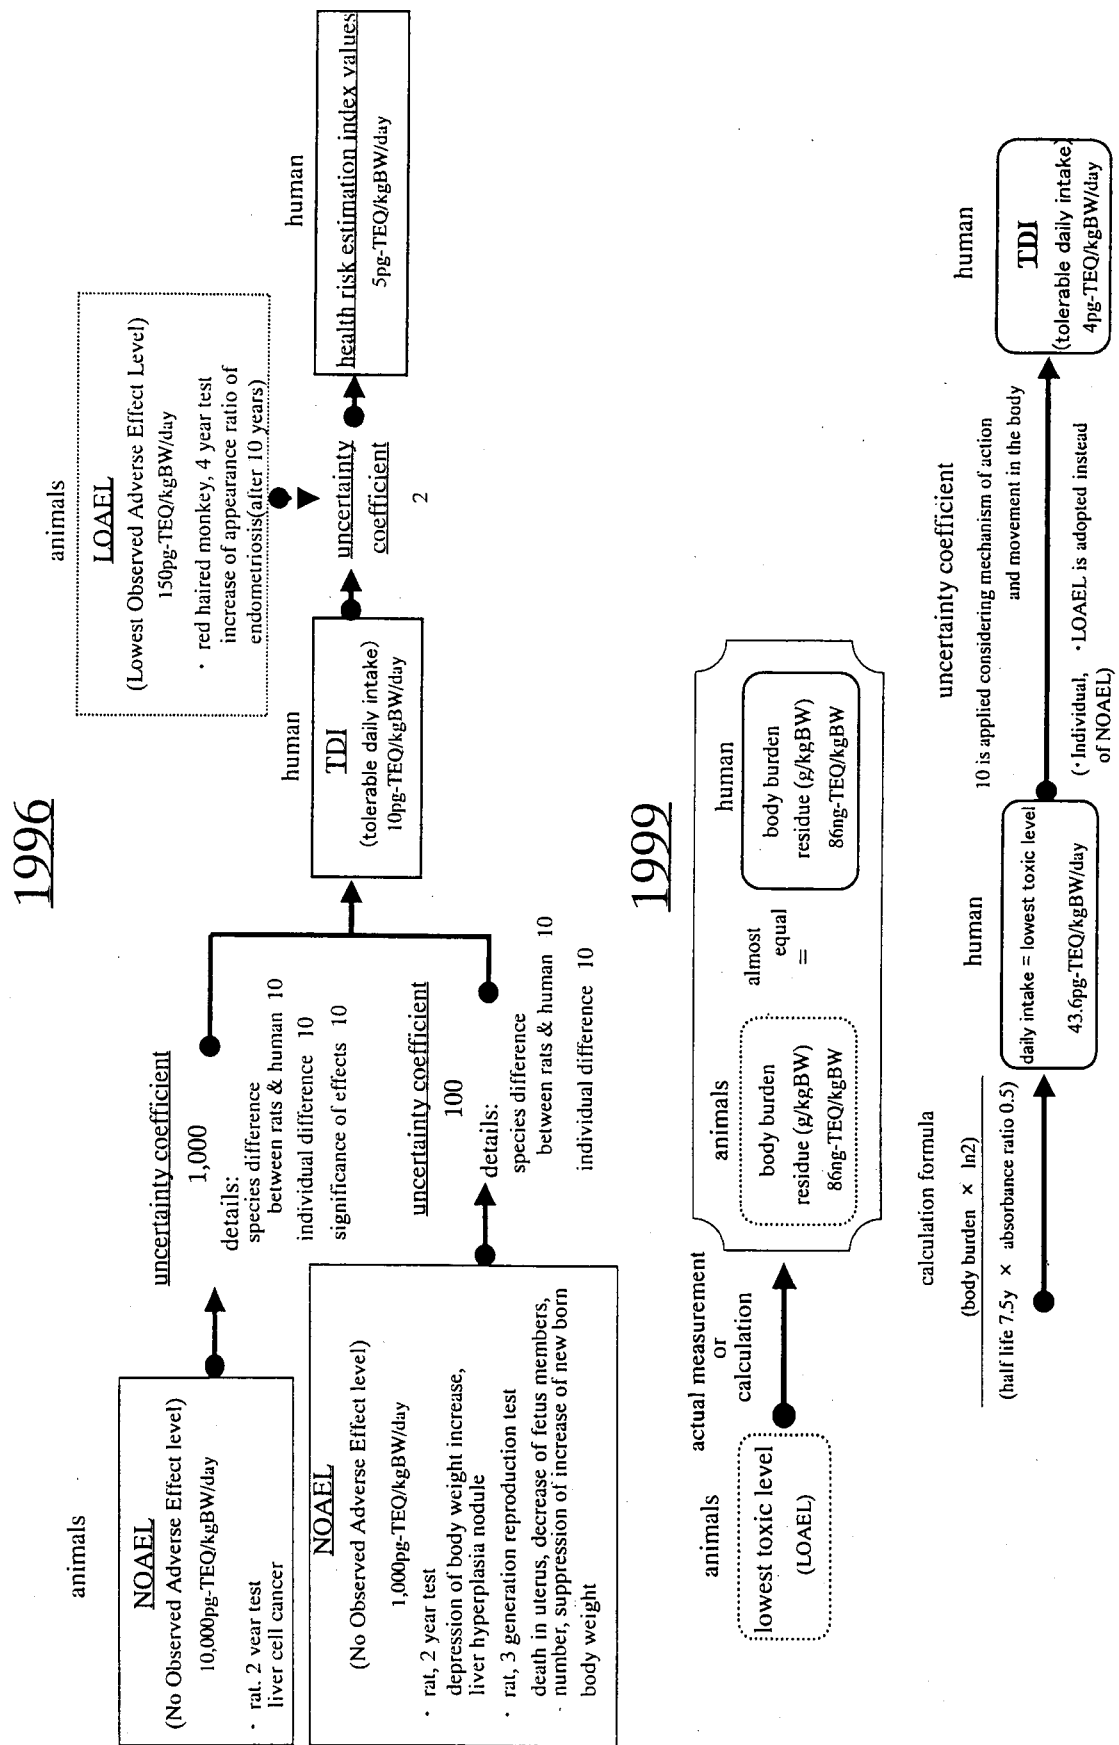 1996
animals
NOAEL
(No Observed Adverse Effect level)
10,000pg-TEQ/kgBW/day
・ rat. 2 year test
liver cell cancer
uncertainty coefficient
1,000
details:
species difference
between rats & human 10
individual difference 10
significance of effects 10
NOAEL
(No Observed Adverse Effect level)
1,000pg-TEQ/kgBW/day
・ rat, 2 year test
depression of body weight increase,
liver hyperplasia nodule
・ rat, 3 generation reproduction test
death in uterus, decrease of fetus members,
・ number, suppression of increase of new born
body weight
uncertainty coefficient
100
details:
species difference
between rats & human 10
individual difference 10
human
TDI
(tolerable daily intake)
10pg-TEQ/kgBW/day
animals
LOAEL
(Lowest Observed Adverse Effect Level)
150pg-TEQ/kgBW/day
・ red haired monkey, 4 year test
increase of appearance ratio of
endometriosis(after 10 years)
uncertainty
coefficient
2
human
health risk estimation index values
5pg-TEQ/kgBW/day
1999
animals
lowest toxic level
(LOAEL)
actual measurement
or
calculation
animals
body burden
residue (g/kgBW)
86ng-TEQ/kgBW
almost
equal
=
human
body burden
residue (g/kgBW)
86ng-TEQ/kgBW
calculation formula
(body burden × ln2)
(half life 7.5y × absorbance ratio 0.5)
human
daily intake = lowest toxic level
43.6pg-TEQ/kgBW/day
uncertainty coefficient
10 is applied considering mechanism of action
and movement in the body
(・Individual, ・LOAEL is adopted instead
of NOAEL)
human
TDI
(tolerable daily intake)
4pg-TEQ/kgBW/day